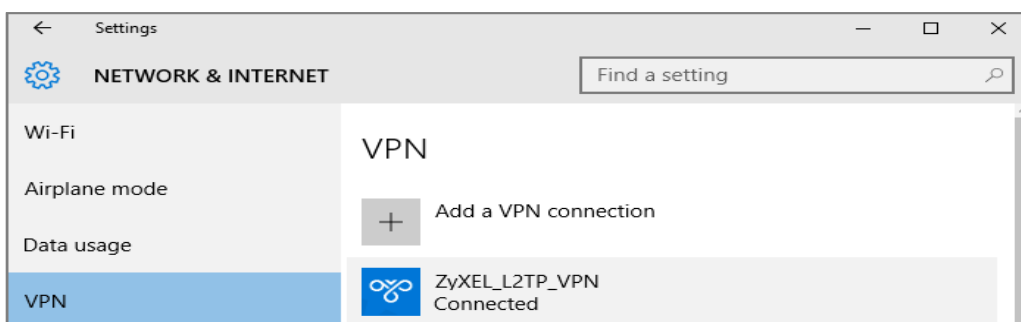 Settings
NETWORK & INTERNET
Find a setting
Wi-Fi
Airplane mode
Data usage
VPN
VPN
Add a VPN connection
ZyXEL_L2TP_VPN
Connected